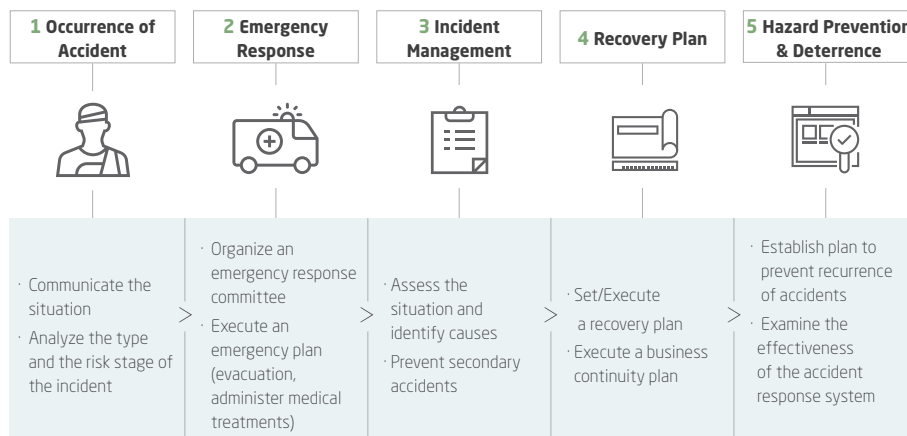 1 Occurrence of
Accident
2 Emergency
Response
3 Incident
Management
4 Recovery Plan
5 Hazard Prevention
& Deterrence
· Communicate the
situation
· Analyze the type
and the risk stage of
the incident
· Organize an
emergency response
committee
· Execute an
emergency plan
(evacuation,
administer medical
treatments)
· Assess the
situation and
identify causes
· Prevent secondary
accidents
· Set/Execute
a recovery plan
· Execute a business
continuity plan
· Establish plan to
prevent recurrence
of accidents
· Examine the
effectiveness
of the accident
response system